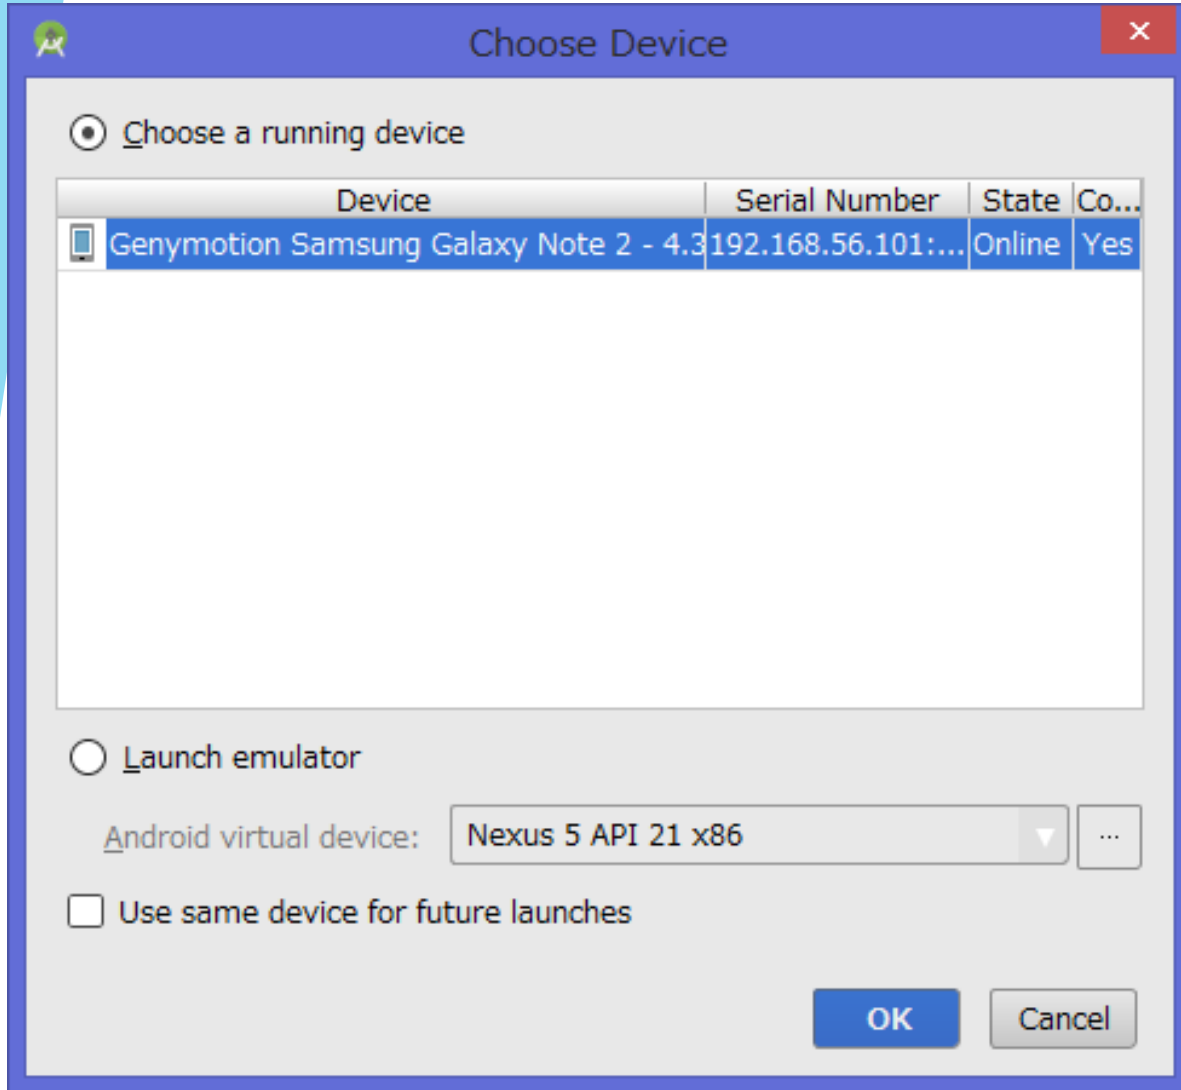 Choose Device
Choose a running device
Device Serial Number State Co...
Genymotion Samsung Galaxy Note 2 - 4.3 192.168.56.101:... Online Yes
Launch emulator
Android virtual device: Nexus 5 API 21 x86 ...
Use same device for future launches
OK Cancel